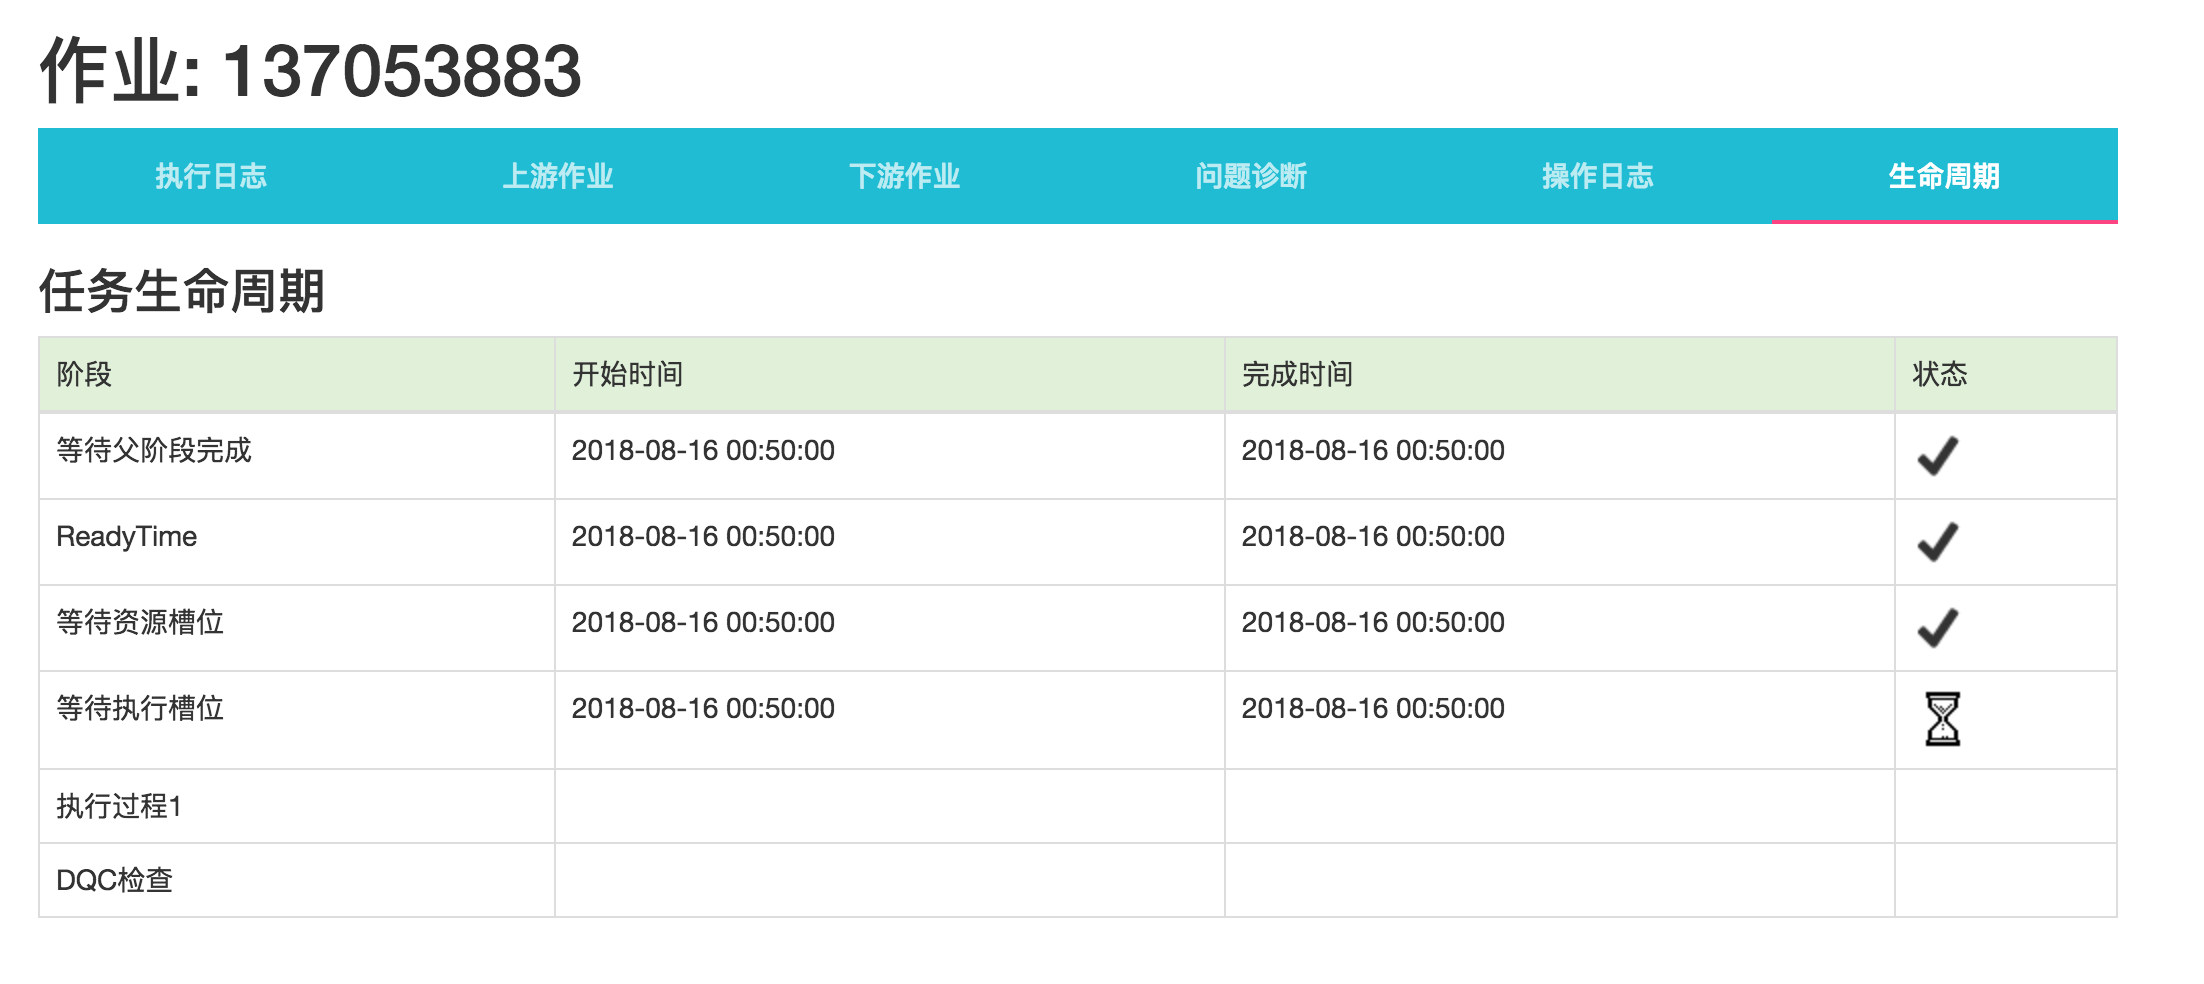 作业: 137053883
执行日志 上游作业 下游作业 问题诊断 操作日志 生命周期
任务生命周期
阶段 开始时间 完成时间 状态
等待父阶段完成 2018-08-16 00:50:00 2018-08-16 00:50:00
ReadyTime 2018-08-16 00:50:00 2018-08-16 00:50:00
等待资源槽位 2018-08-16 00:50:00 2018-08-16 00:50:00
等待执行槽位 2018-08-16 00:50:00 2018-08-16 00:50:00
执行过程1
DQC检查